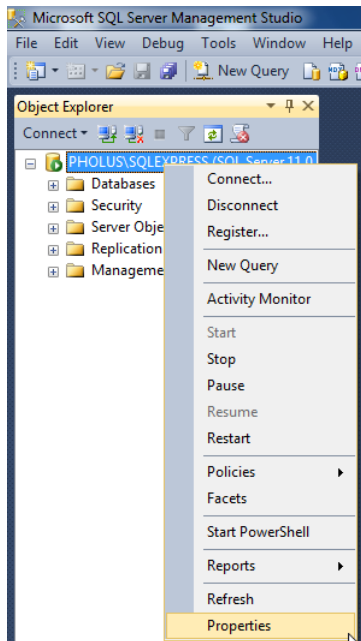 Microsoft SQL Server Management Studio
File Edit View Debug Tools Window Help
New Query
Object Explorer
Connect
PHOLUS\SQLEXPRESS (SQL Server 11.0
Databases
Security
Server Obje
Replication
Manageme
Connect...
Disconnect
Register...
New Query
Activity Monitor
Start
Stop
Pause
Resume
Restart
Policies
Facets
Start PowerShell
Reports
Refresh
Properties